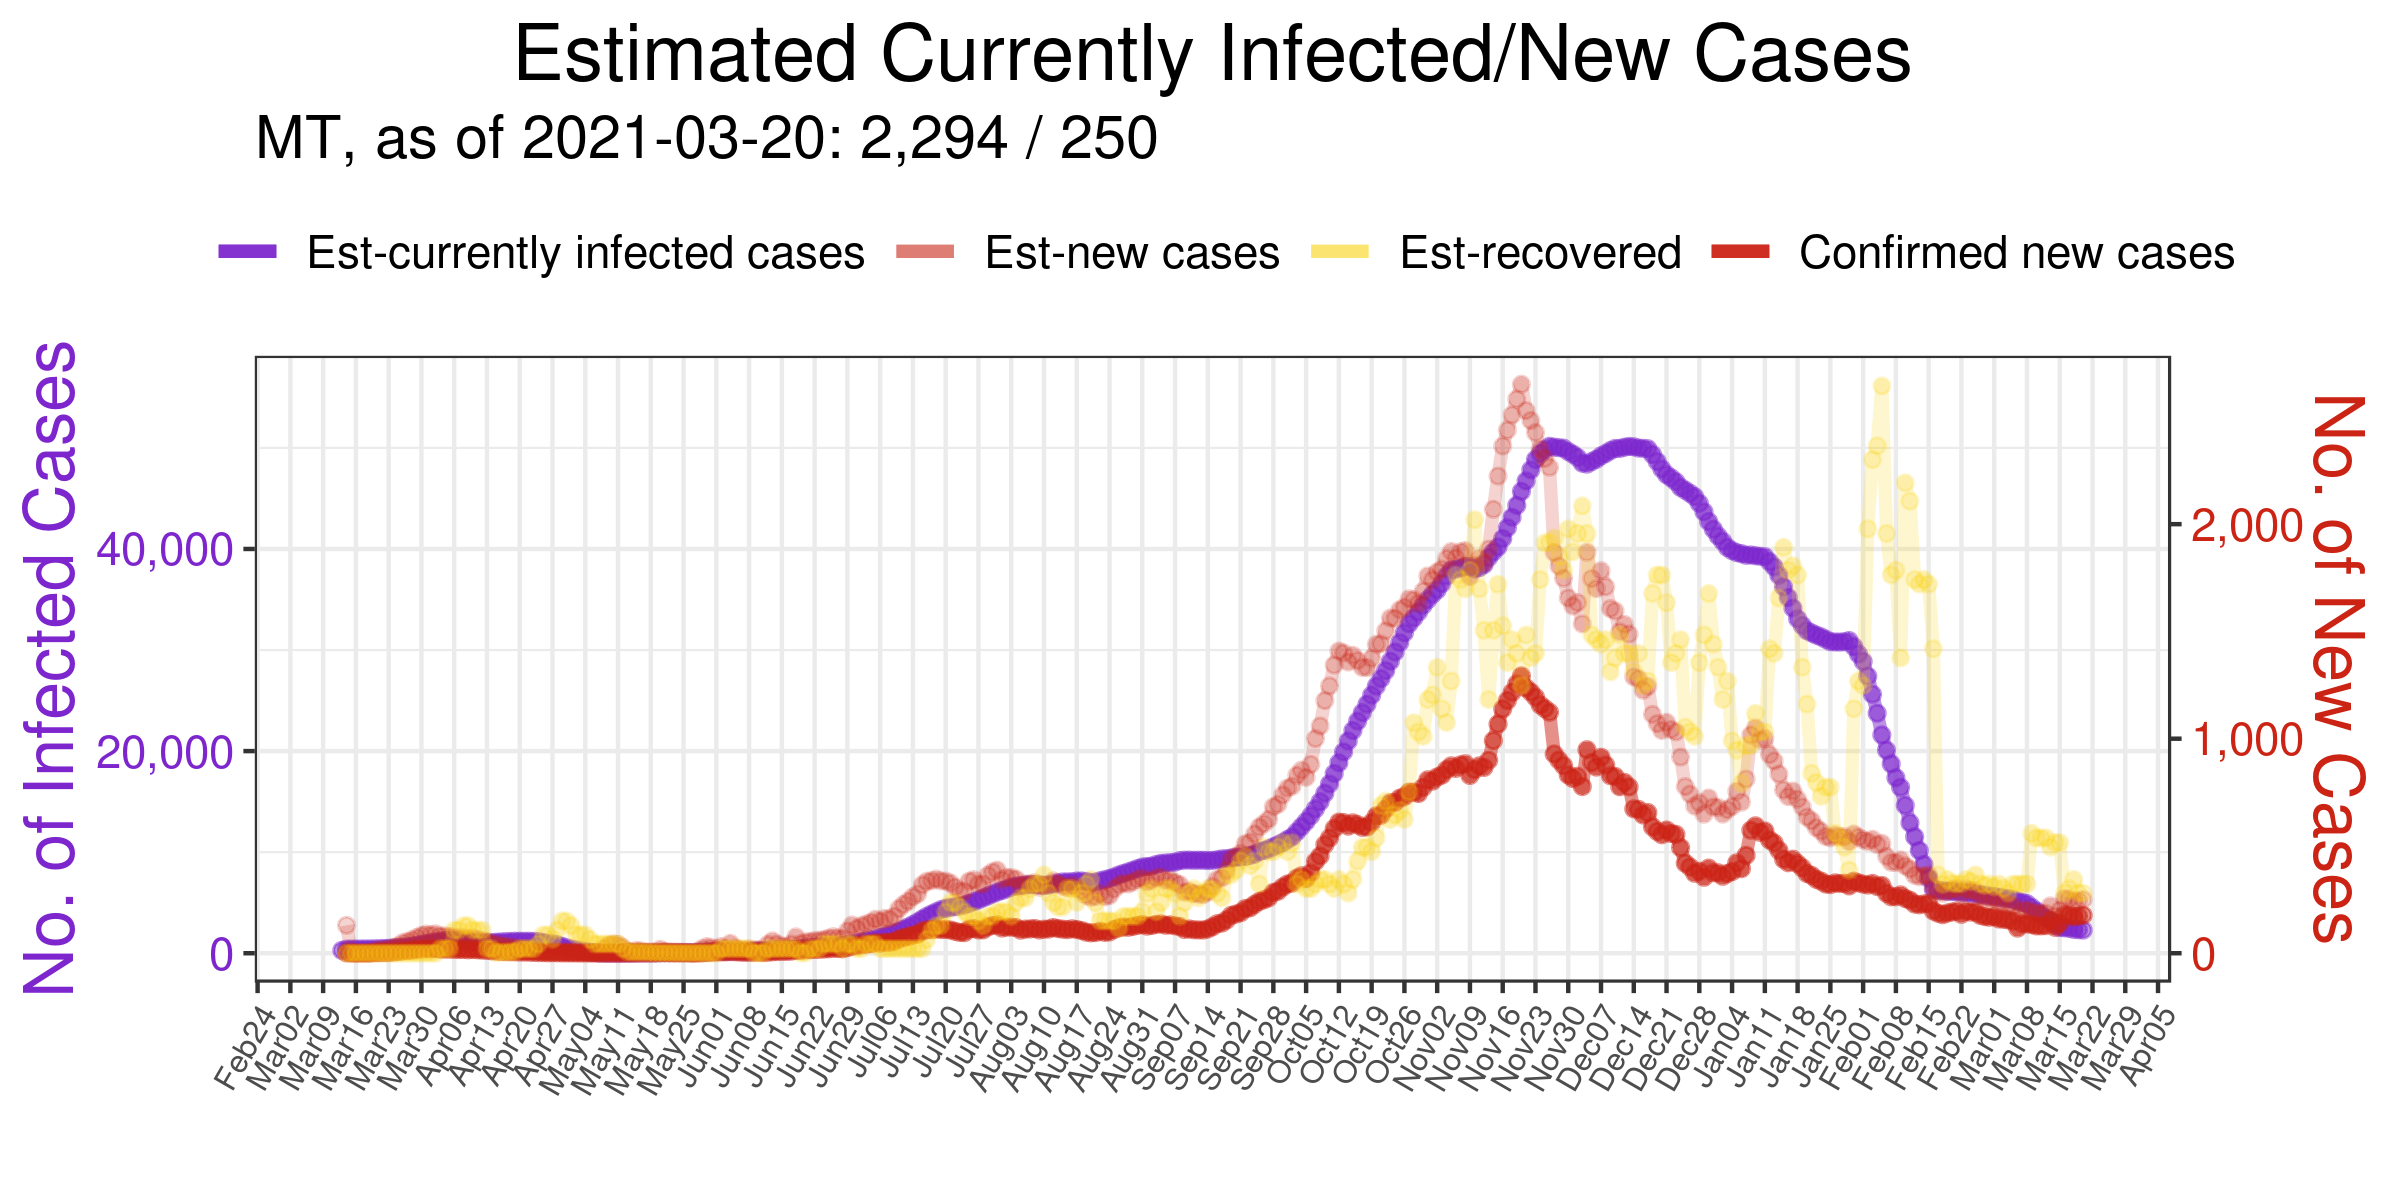 Estimated Currently Infected/New Cases
MT, as of 2021-03-20: 2,294 / 250
Est-currently infected cases Est-new cases Est-recovered Confirmed new cases
No. of Infected Cases
40,000
20,000
0
2,000
1,000
0
No. of New Cases
Feb24 Mar02 Mar09 Mar16 Mar23 Mar30 Apr06 Apr13 Apr20 Apr27 May04 May11 May18 May25 Jun01 Jun08 Jun15 Jun22 Jun29 Jul06 Jul13 Jul20 Jul27 Aug03 Aug10 Aug17 Aug24 Aug31 Sep07 Sep14 Sep21 Sep28 Oct05 Oct12 Oct19 Oct26 Nov02 Nov09 Nov16 Nov23 Nov30 Dec07 Dec14 Dec21 Dec28 Jan04 Jan11 Jan18 Jan25 Feb01 Feb08 Feb15 Feb22 Mar01 Mar08 Mar15 Mar22 Mar29 Apr05